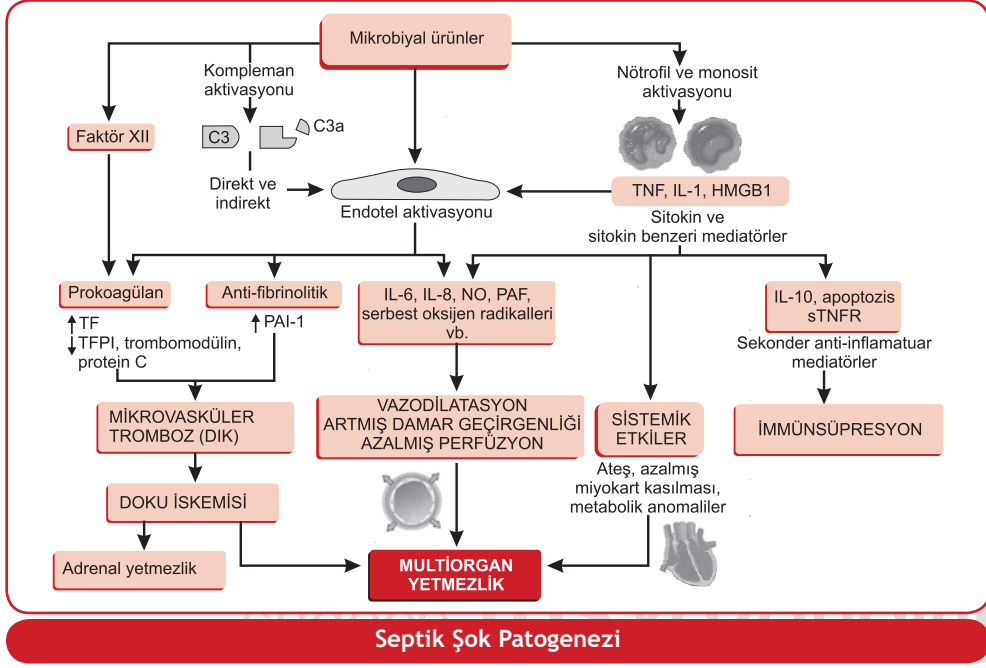 Mikrobiyal ürünler
Kompleman
aktivasyonu
Nötrofil ve monosit
aktivasyonu
Faktör XII
C3
C3a
Direkt ve
indirekt
Endotel aktivasyonu
TNF, IL-1, HMGB1
Sitokin ve
sitokin benzeri mediatörler
Prokoagülan
TF
TFPI, trombomodülin,
protein C
Anti-fibrinolitik
PAI-1
IL-6, IL-8, NO, PAF,
serbest oksijen radikalleri
vb.
IL-10, apoptozis
sTNFR
Sekonder anti-inflamatuar
mediatörler
MİKROVASKÜLER
TROMBOZ (DIK)
VAZODİLATASYON
ARTMIŞ DAMAR GEÇİRGENLİĞİ
AZALMIŞ PERFÜZYON
SİSTEMİK
ETKİLER
İMMÜNSÜPRESYON
Ateş, azalmış
miyokart kasılması,
metabolik anomaliler
DOKU İSKEMİSİ
Adrenal yetmezlik
MULTİORGAN
YETMEZLİK
Septik Şok Patogenezi